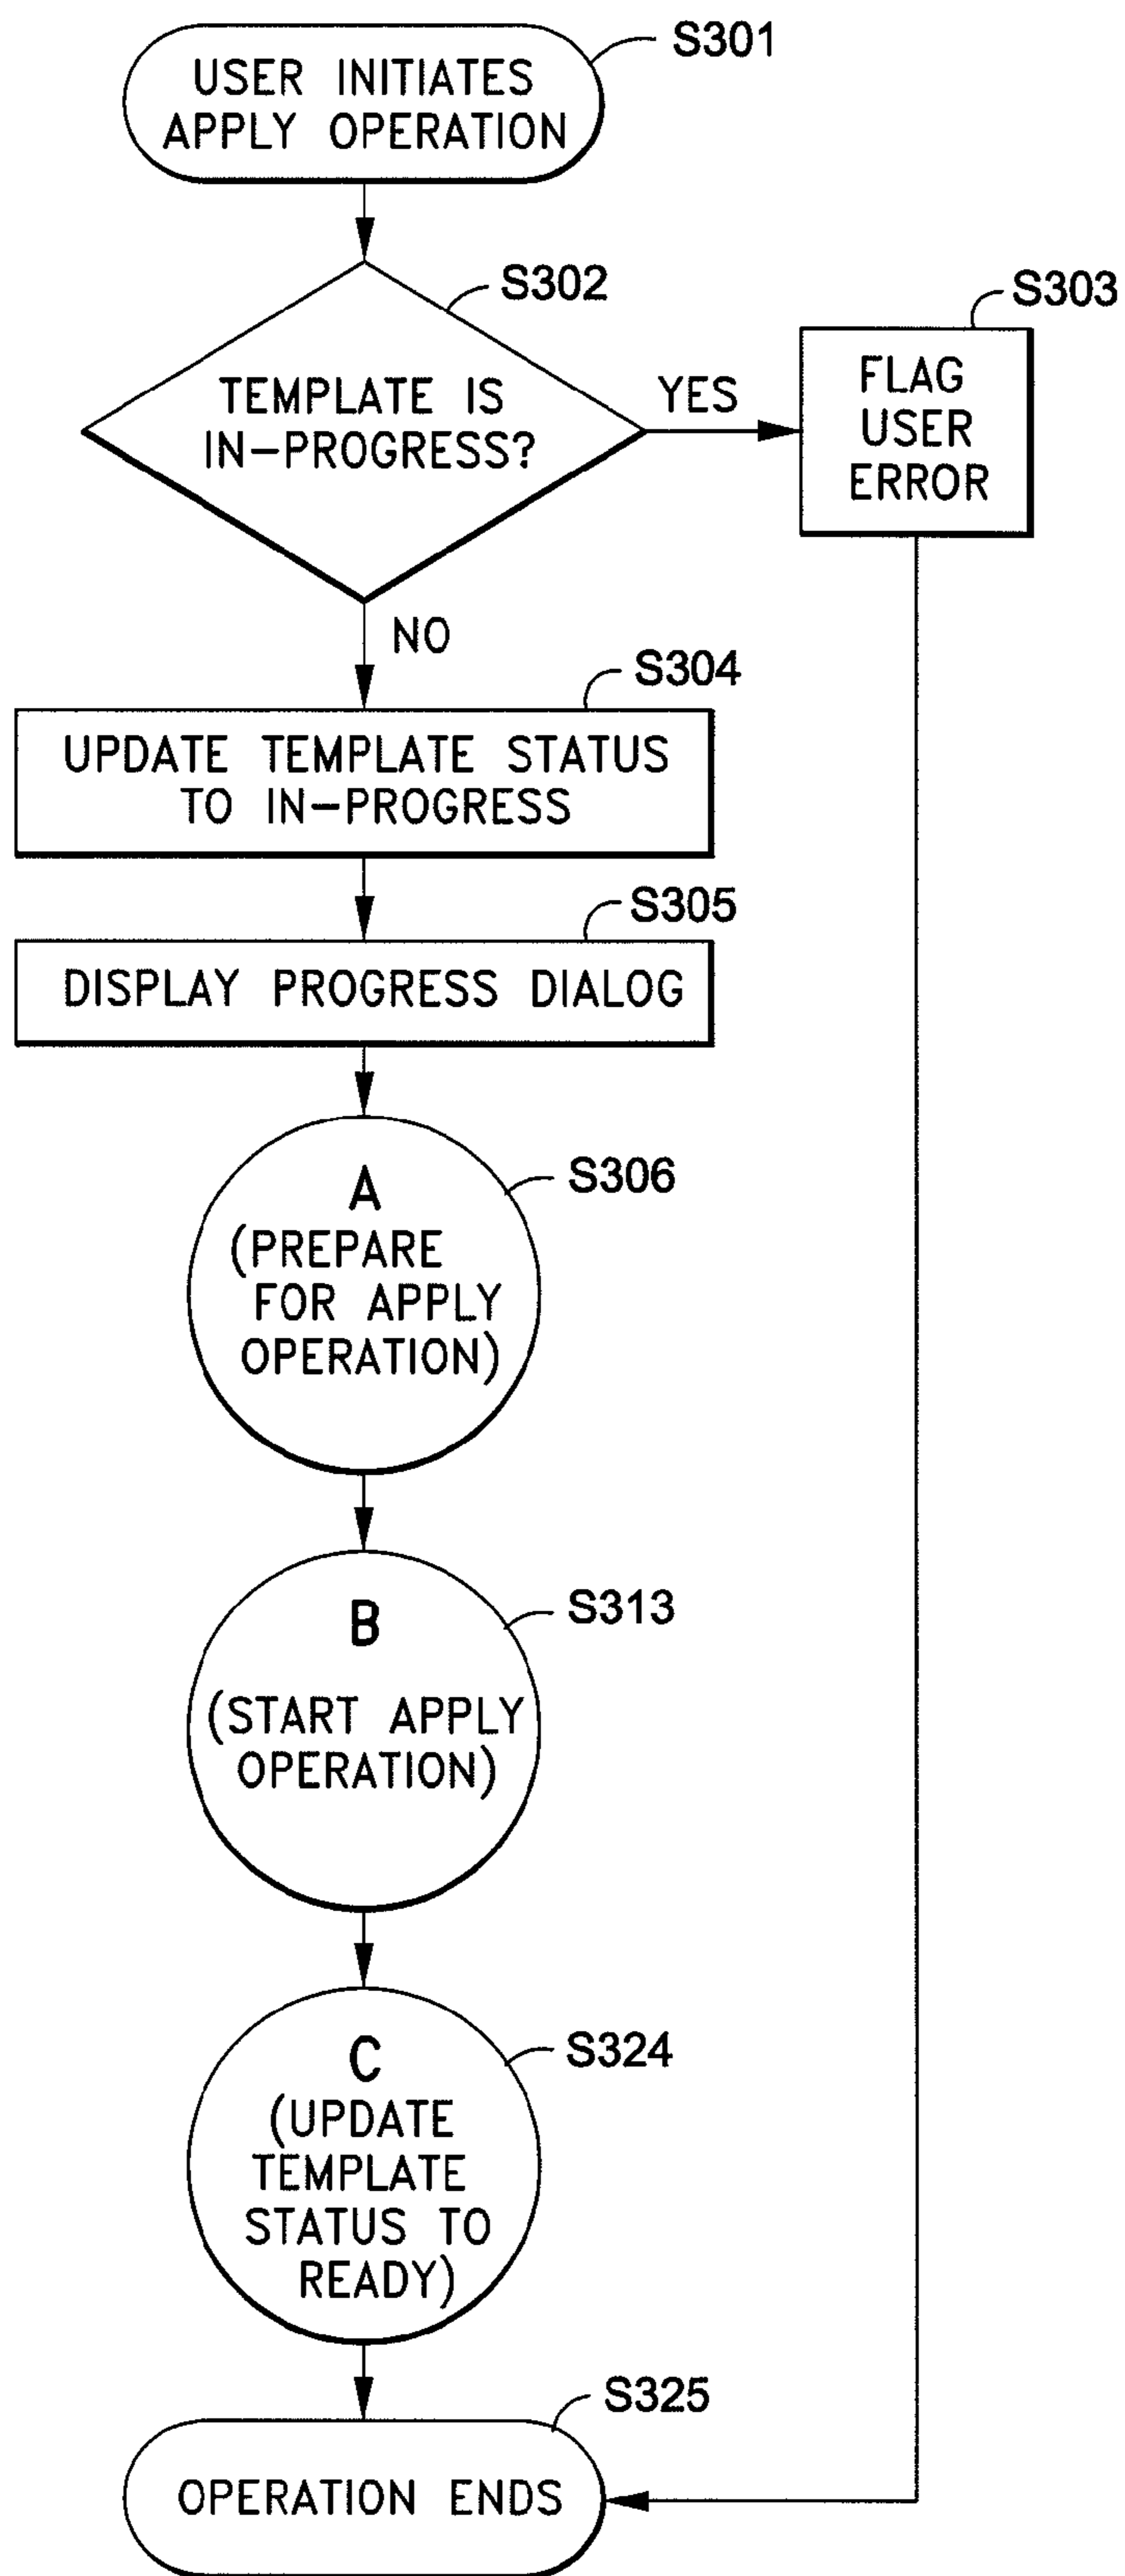 S301
USER INITIATES
APPLY OPERATION
S302
TEMPLATE IS
IN-PROGRESS?
YES
S303
FLAG
USER
ERROR
NO
S304
UPDATE TEMPLATE STATUS
TO IN-PROGRESS
S305
DISPLAY PROGRESS DIALOG
S306
A
(PREPARE
FOR APPLY
OPERATION)
S313
B
(START APPLY
OPERATION)
S324
C
(UPDATE
TEMPLATE
STATUS TO
READY)
S325
OPERATION ENDS